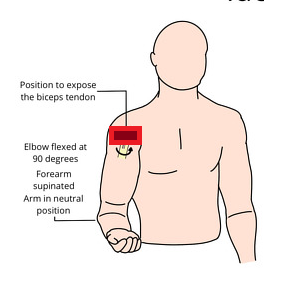 Position to expose
the biceps tendon
Elbow flexed at
90 degrees
Forearm
supinated
Arm in neutral
position